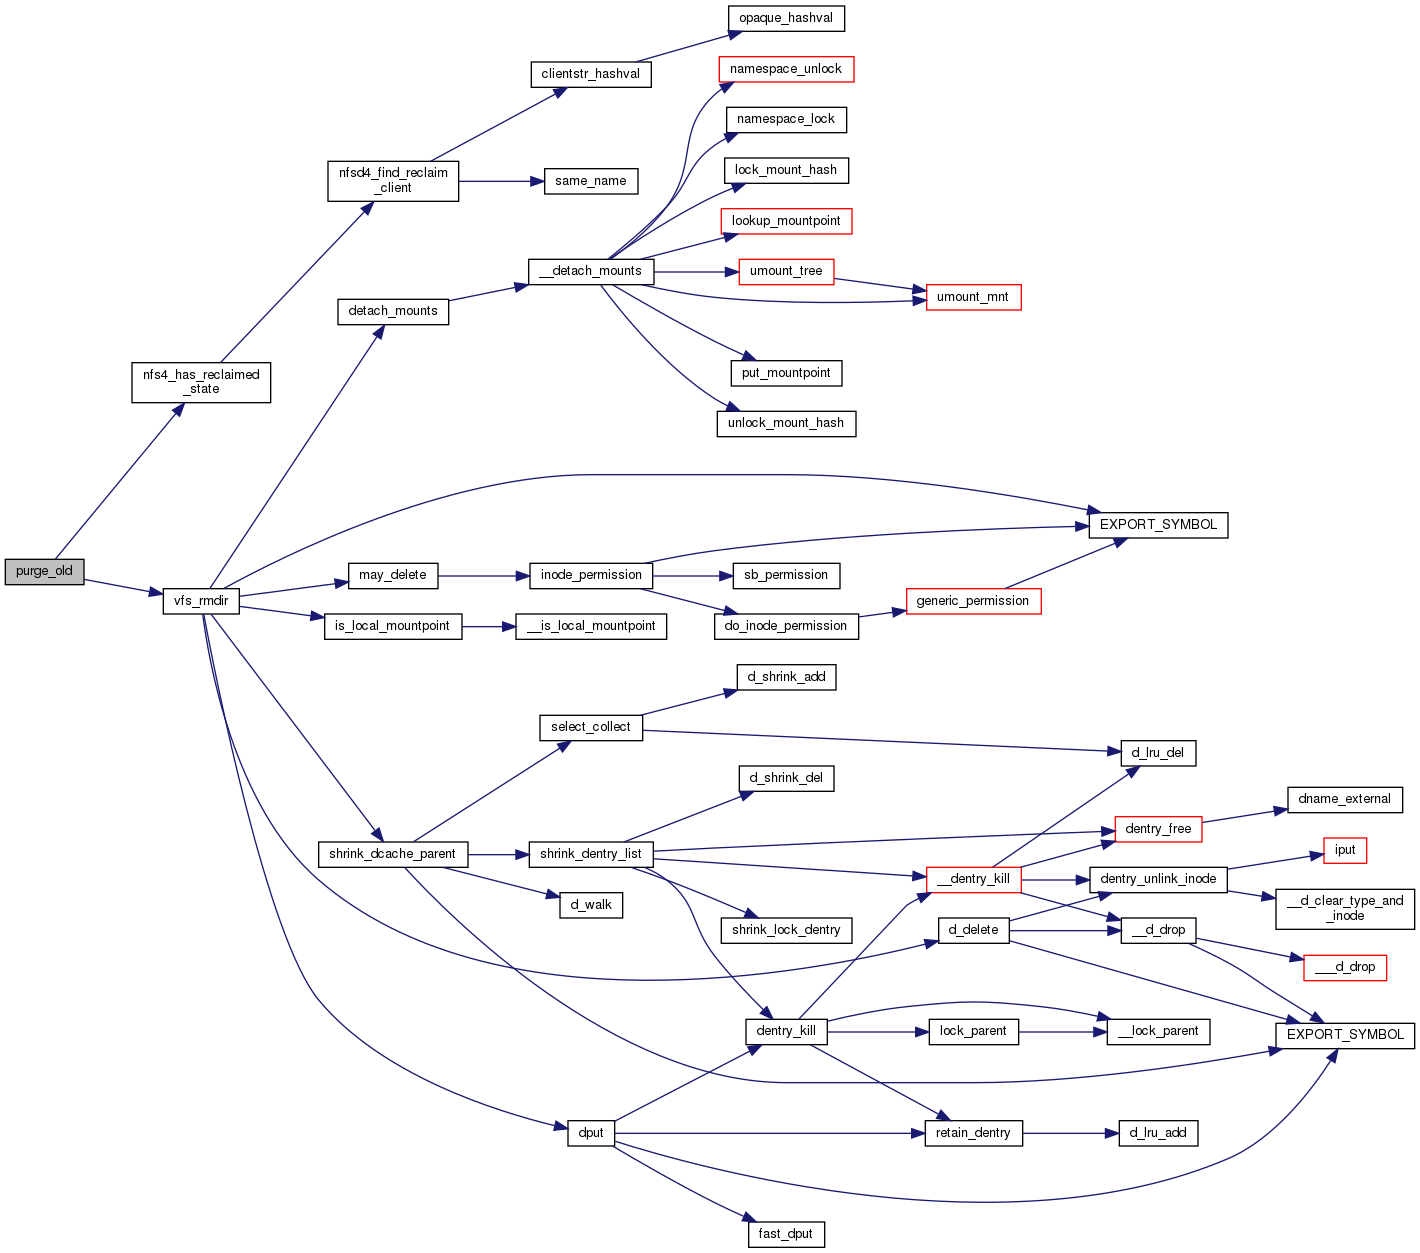 opaque_hashval
namespace_unlock
clientstr_hashval
namespace_lock
lock_mount_hash
nfsd4_find_reclaim
_client
same_name
lookup_mountpoint
__detach_mounts
umount_tree
umount_mnt
detach_mounts
put_mountpoint
nfs4_has_reclaimed
_state
unlock_mount_hash
EXPORT_SYMBOL
purge_old
may_delete
inode_permission
sb_permission
vfs_rmdir
generic_permission
is_local_mountpoint
__is_local_mountpoint
do_inode_permission
d_shrink_add
select_collect
d_lru_del
d_shrink_del
dname_external
dentry_free
shrink_dcache_parent
shrink_dentry_list
iput
__dentry_kill
dentry_unlink_inode
d_walk
__d_clear_type_and
_inode
shrink_lock_dentry
d_delete
__d_drop
___d_drop
dentry_kill
lock_parent
__lock_parent
EXPORT_SYMBOL
dput
retain_dentry
d_lru_add
fast_dput